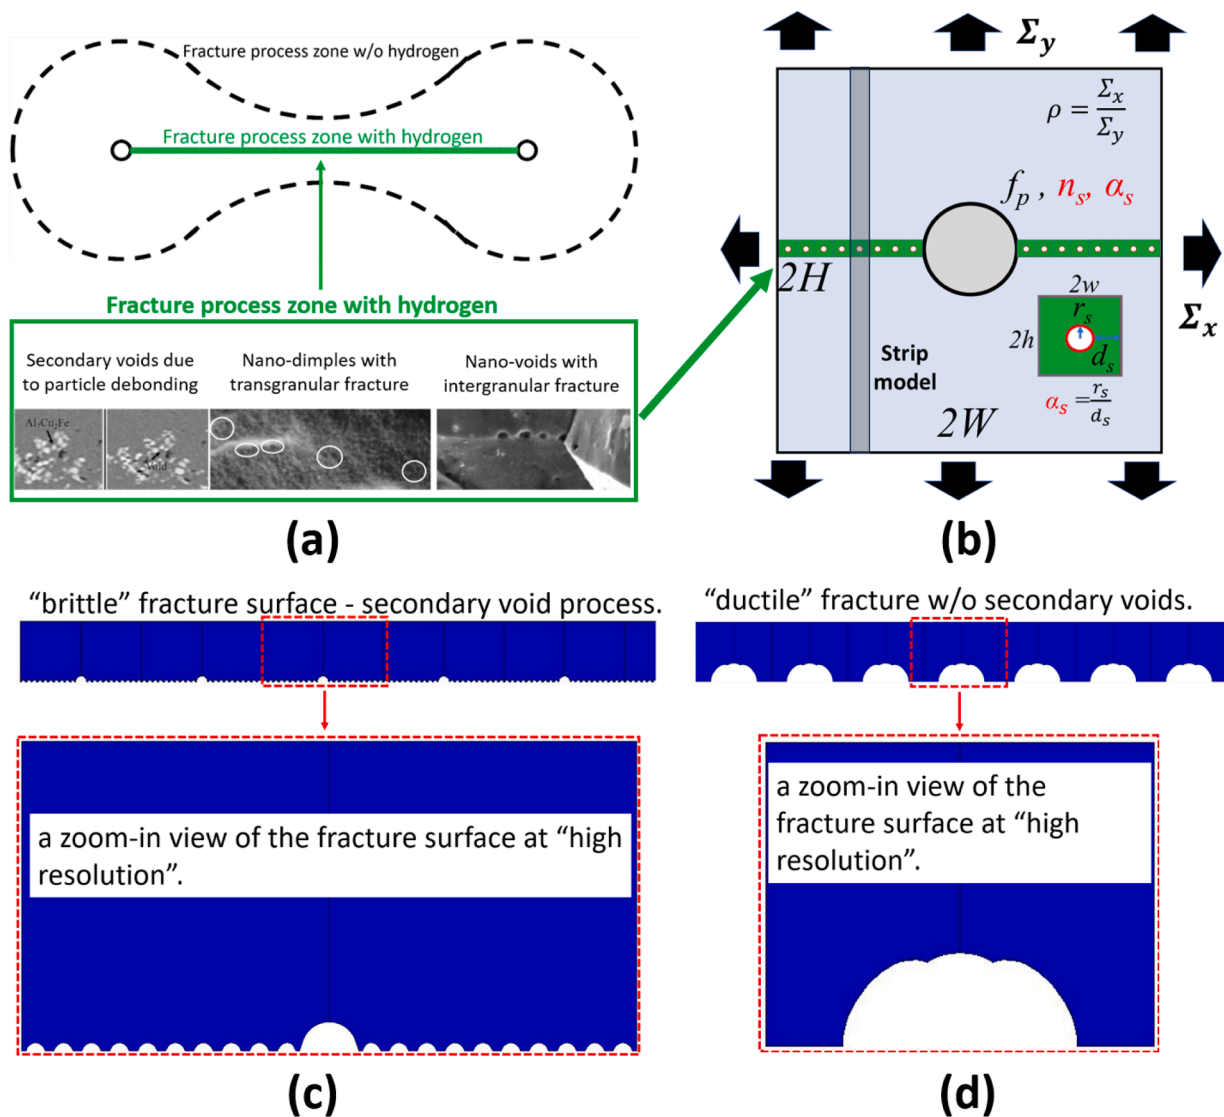 Fracture process zone w/o hydrogen
Fracture process zone with hydrogen
Fracture process zone with hydrogen
Secondary voids due
to particle debonding
Nano-dimples with
transgranular fracture
Nano-voids with
intergranular fracture
Al-Cu-Fe
Void
(a)
Σy
ρ = Σx / Σy
fp , ns, αs
2H
Σx
2w
rs
2h
ds
Strip
model
αs = rs / ds
2W
(b)
“brittle” fracture surface - secondary void process.
a zoom-in view of the fracture surface at “high
resolution”.
(c)
“ductile” fracture w/o secondary voids.
a zoom-in view of the
fracture surface at “high
resolution”.
(d)